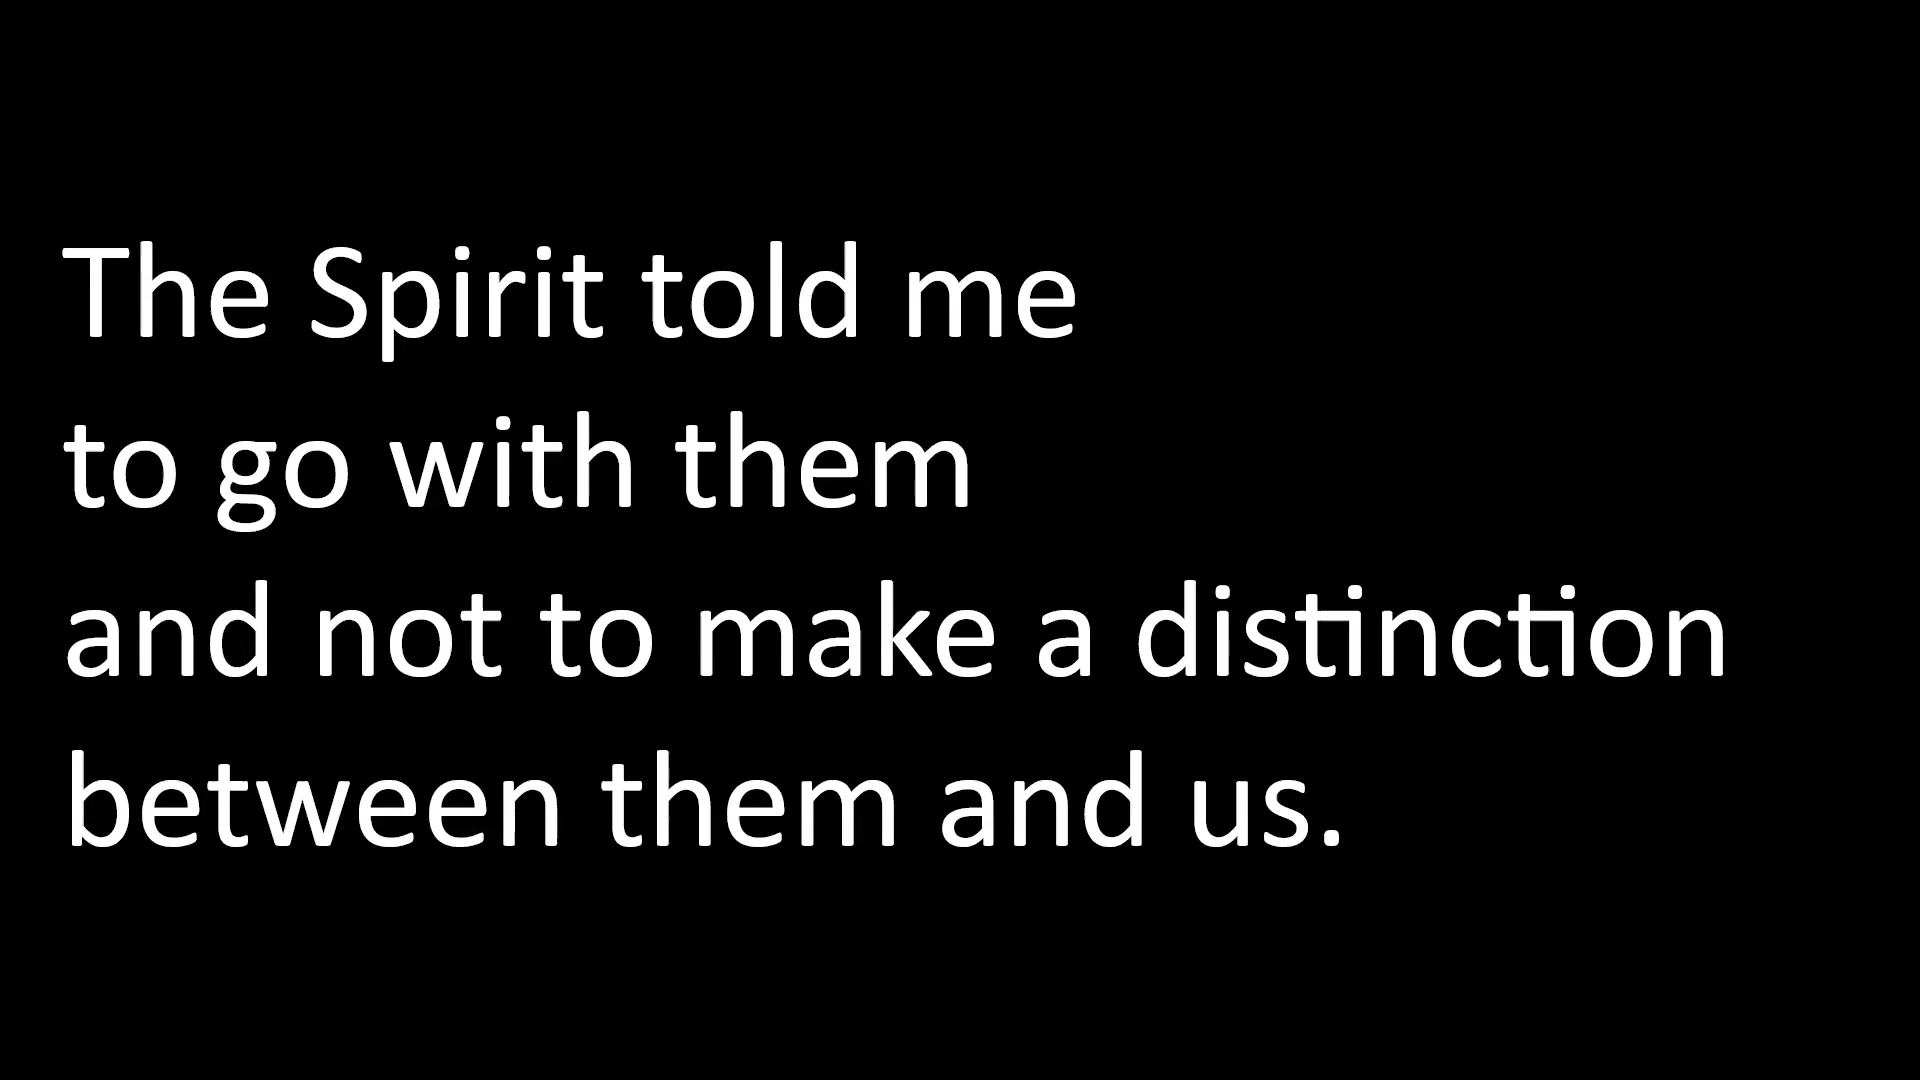 The Spirit told me
to go with them
and not to make a distinction
between them and us.